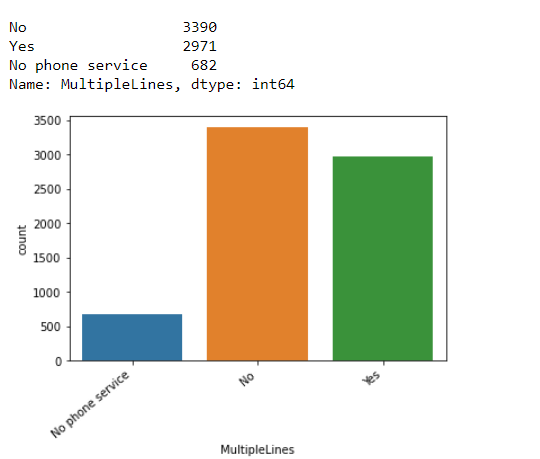 No 3390
Yes 2971
No phone service 682
Name: MultipleLines, dtype: int64
3500
3000
2500
2000
1500
1000
500
0
count
No phone service
No
Yes
MultipleLines